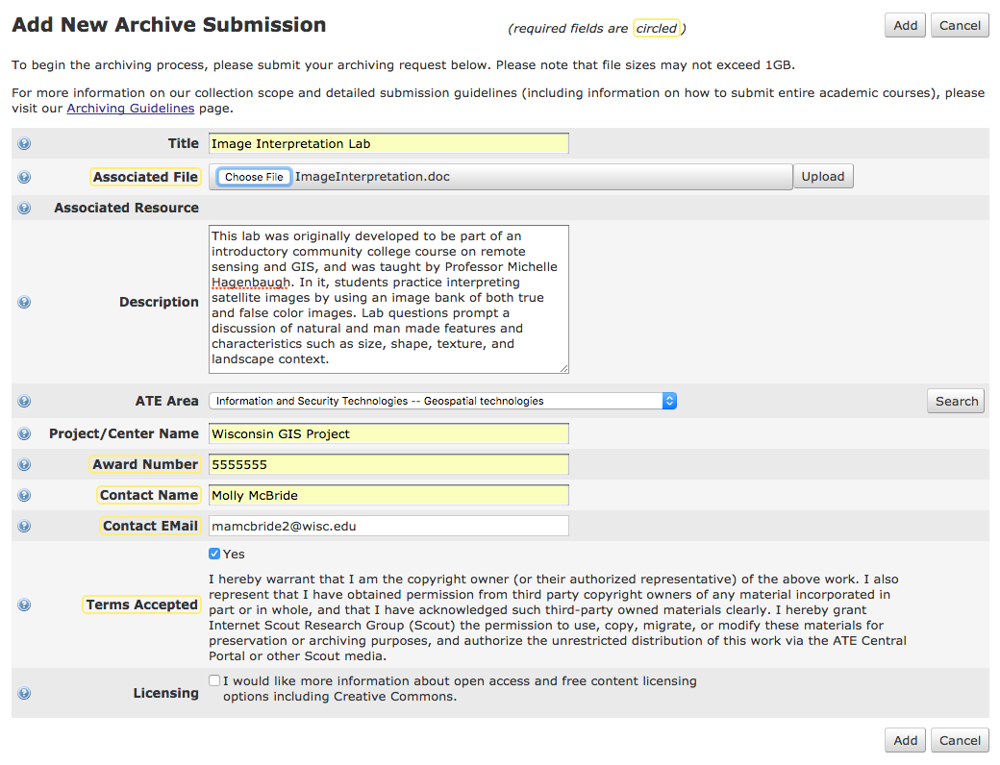 Add New Archive Submission
(required fields are circled)
Add
Cancel
To begin the archiving process, please submit your archiving request below. Please note that file sizes may not exceed 1GB.
For more information on our collection scope and detailed submission guidelines (including information on how to submit entire academic courses), please
visit our Archiving Guidelines page.
Title
Image Interpretation Lab
Associated File
Choose File
ImageInterpretation.doc
Upload
Associated Resource
Description
This lab was originally developed to be part of an
introductory community college course on remote
sensing and GIS, and was taught by Professor Michelle
Hagenbaugh. In it, students practice interpreting
satellite images by using an image bank of both true
and false color images. Lab questions prompt a
discussion of natural and man made features and
characteristics such as size, shape, texture, and
landscape context.
ATE Area
Information and Security Technologies -- Geospatial technologies
Search
Project/Center Name
Wisconsin GIS Project
Award Number
5555555
Contact Name
Molly McBride
Contact EMail
mamcbride2@wisc.edu
Terms Accepted
Yes
I hereby warrant that I am the copyright owner (or their authorized representative) of the above work. I also
represent that I have obtained permission from third party copyright owners of any material incorporated in
part or in whole, and that I have acknowledged such third-party owned materials clearly. I hereby grant
Internet Scout Research Group (Scout) the permission to use, copy, migrate, or modify these materials for
preservation or archiving purposes, and authorize the unrestricted distribution of this work via the ATE Central
Portal or other Scout media.
Licensing
I would like more information about open access and free content licensing
options including Creative Commons.
Add
Cancel